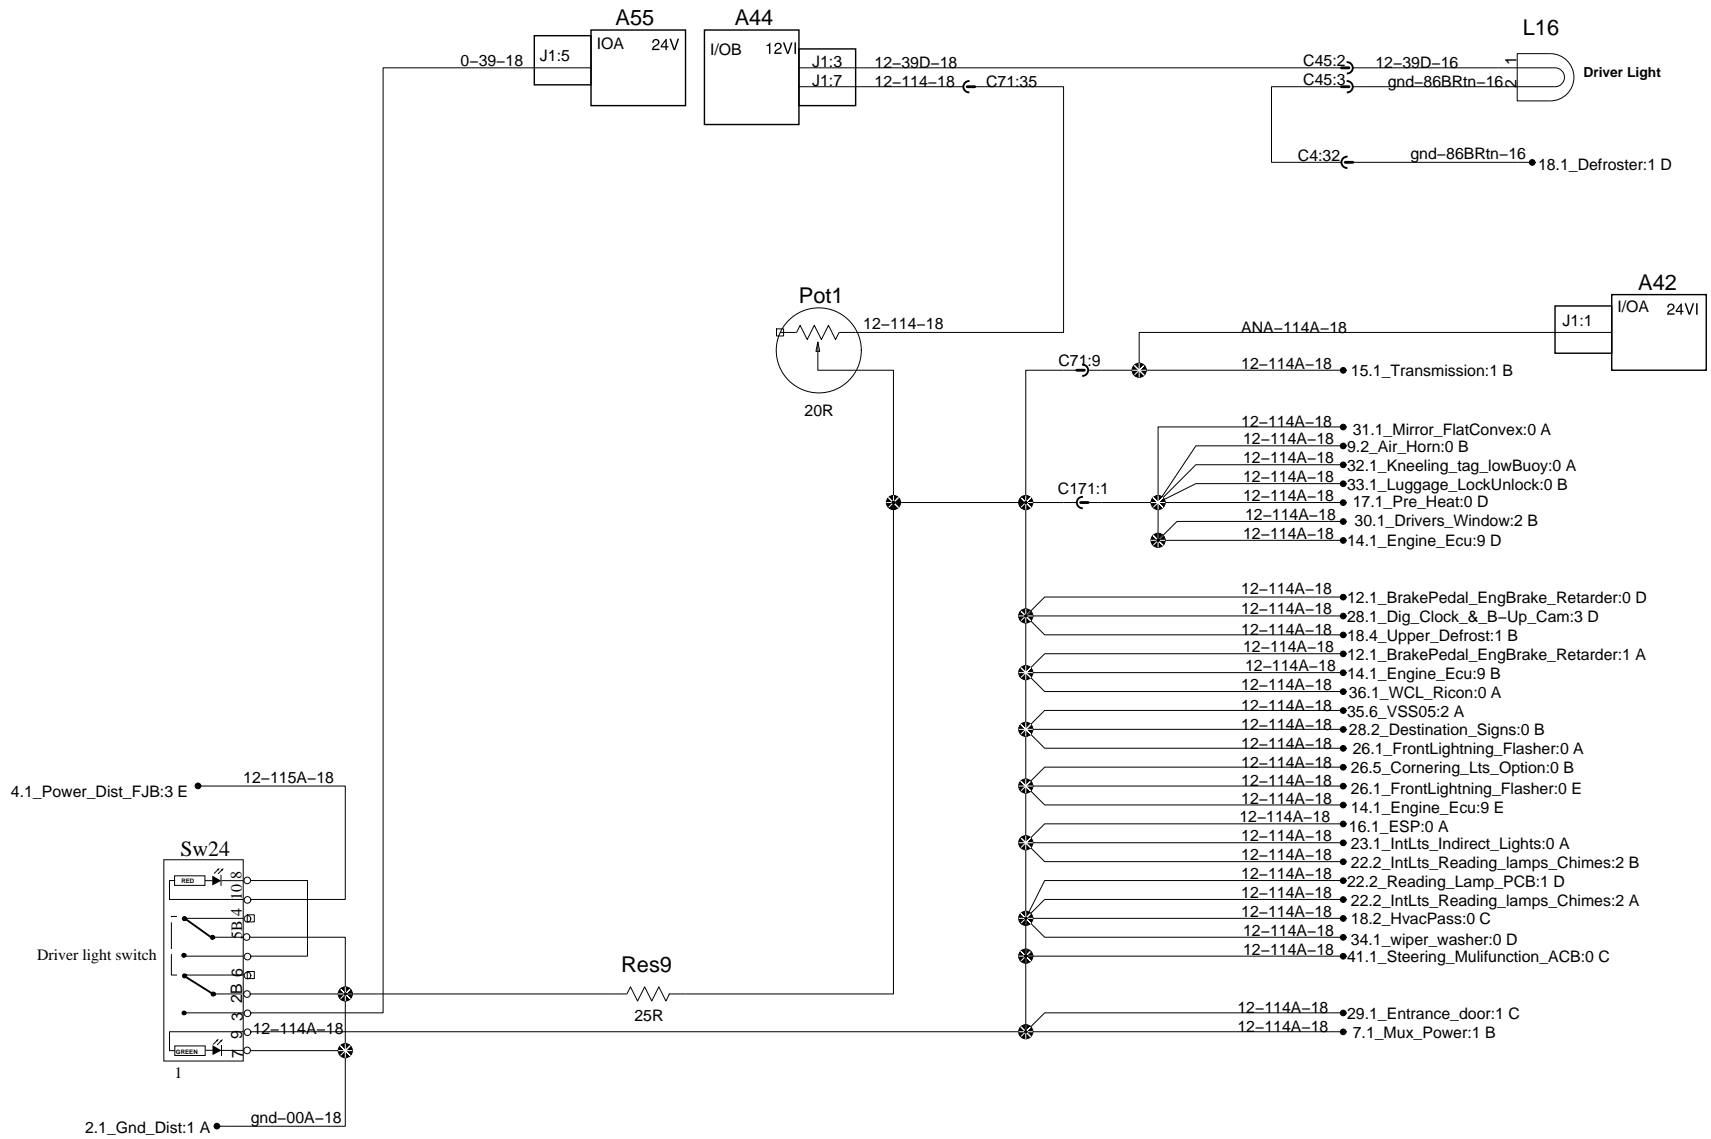 A55
A44
L16
IOA 24V
J1:5
0-39-18
I/OB 12VI
J1:3
J1:7
12-39D-18
12-114-18
C71:35
C45:2
12-39D-16
C45:3
gnd-86BRtn-16
1
2
Driver Light
C4:32
gnd-86BRtn-16
18.1_Defroster:1 D
Pot1
12-114-18
20R
A42
I/OA 24VI
J1:1
ANA-114A-18
C71:9
12-114A-18 15.1_Transmission:1 B
12-114A-18 31.1_Mirror_FlatConvex:0 A
12-114A-18 9.2_Air_Horn:0 B
12-114A-18 32.1_Kneeling_tag_lowBuoy:0 A
12-114A-18 33.1_Luggage_LockUnlock:0 B
C171:1
12-114A-18 17.1_Pre_Heat:0 D
12-114A-18 30.1_Drivers_Window:2 B
12-114A-18 14.1_Engine_Ecu:9 D
12-114A-18 12.1_BrakePedal_EngBrake_Retarder:0 D
12-114A-18 28.1_Dig_Clock_&_B-Up_Cam:3 D
12-114A-18 18.4_Upper_Defrost:1 B
12-114A-18 12.1_BrakePedal_EngBrake_Retarder:1 A
12-114A-18 14.1_Engine_Ecu:9 B
12-114A-18 36.1_WCL_Ricon:0 A
12-114A-18 35.6_VSS05:2 A
12-114A-18 28.2_Destination_Signs:0 B
12-114A-18 26.1_FrontLightning_Flasher:0 A
12-114A-18 26.5_Cornering_Lts_Option:0 B
12-114A-18 26.1_FrontLightning_Flasher:0 E
12-114A-18 14.1_Engine_Ecu:9 E
12-114A-18 16.1_ESP:0 A
12-114A-18 23.1_IntLts_Indirect_Lights:0 A
12-114A-18 22.2_IntLts_Reading_lamps_Chimes:2 B
12-114A-18 22.2_Reading_Lamp_PCB:1 D
12-114A-18 22.2_IntLts_Reading_lamps_Chimes:2 A
12-114A-18 18.2_HvacPass:0 C
12-114A-18 34.1_wiper_washer:0 D
12-114A-18 41.1_Steering_Mulifunction_ACB:0 C
12-114A-18 29.1_Entrance_door:1 C
12-114A-18 7.1_Mux_Power:1 B
4.1_Power_Dist_FJB:3 E
12-115A-18
Sw24
RED
8
10
4
5B
6
2B
3
9
7
GREEN
1
Driver light switch
12-114A-18
Res9
25R
gnd-00A-18
2.1_Gnd_Dist:1 A